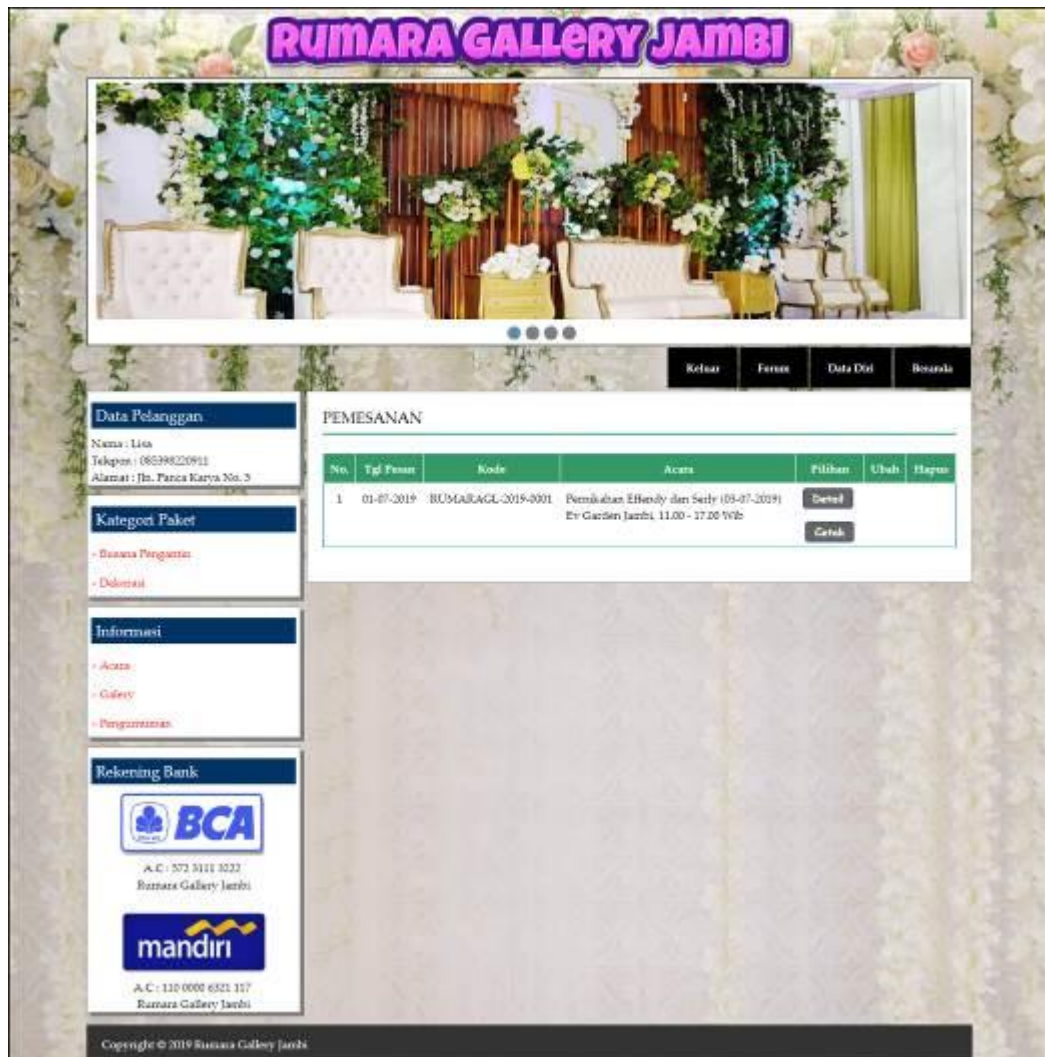 RUMARA GALLERY JAMBI
Keluar Forum Data Diri Beranda
Data Pelanggan
Nama : Lisa
Telepon : 085398220911
Alamat : Jln. Panca Karya No. 3
Kategori Paket
- Busana Pengantin
- Dekorasi
Informasi
- Acara
- Galery
- Pengumuman
Rekening Bank
BCA
A.C : 572 3111 3222
Rumara Gallery Jambi
mandiri
A.C : 110 0000 6321 117
Rumara Gallery Jambi
PEMESANAN
No. Tgl Pesan Kode Acara Pilihan Ubah Hapus
1 01-07-2019 RUMARAGL-2019-0001 Pernikahan Effendy dan Serly (03-07-2019) Detail
Ev Garden Jambi, 11.00 - 17.00 Wib
Cetak
Copyright © 2019 Rumara Gallery Jambi